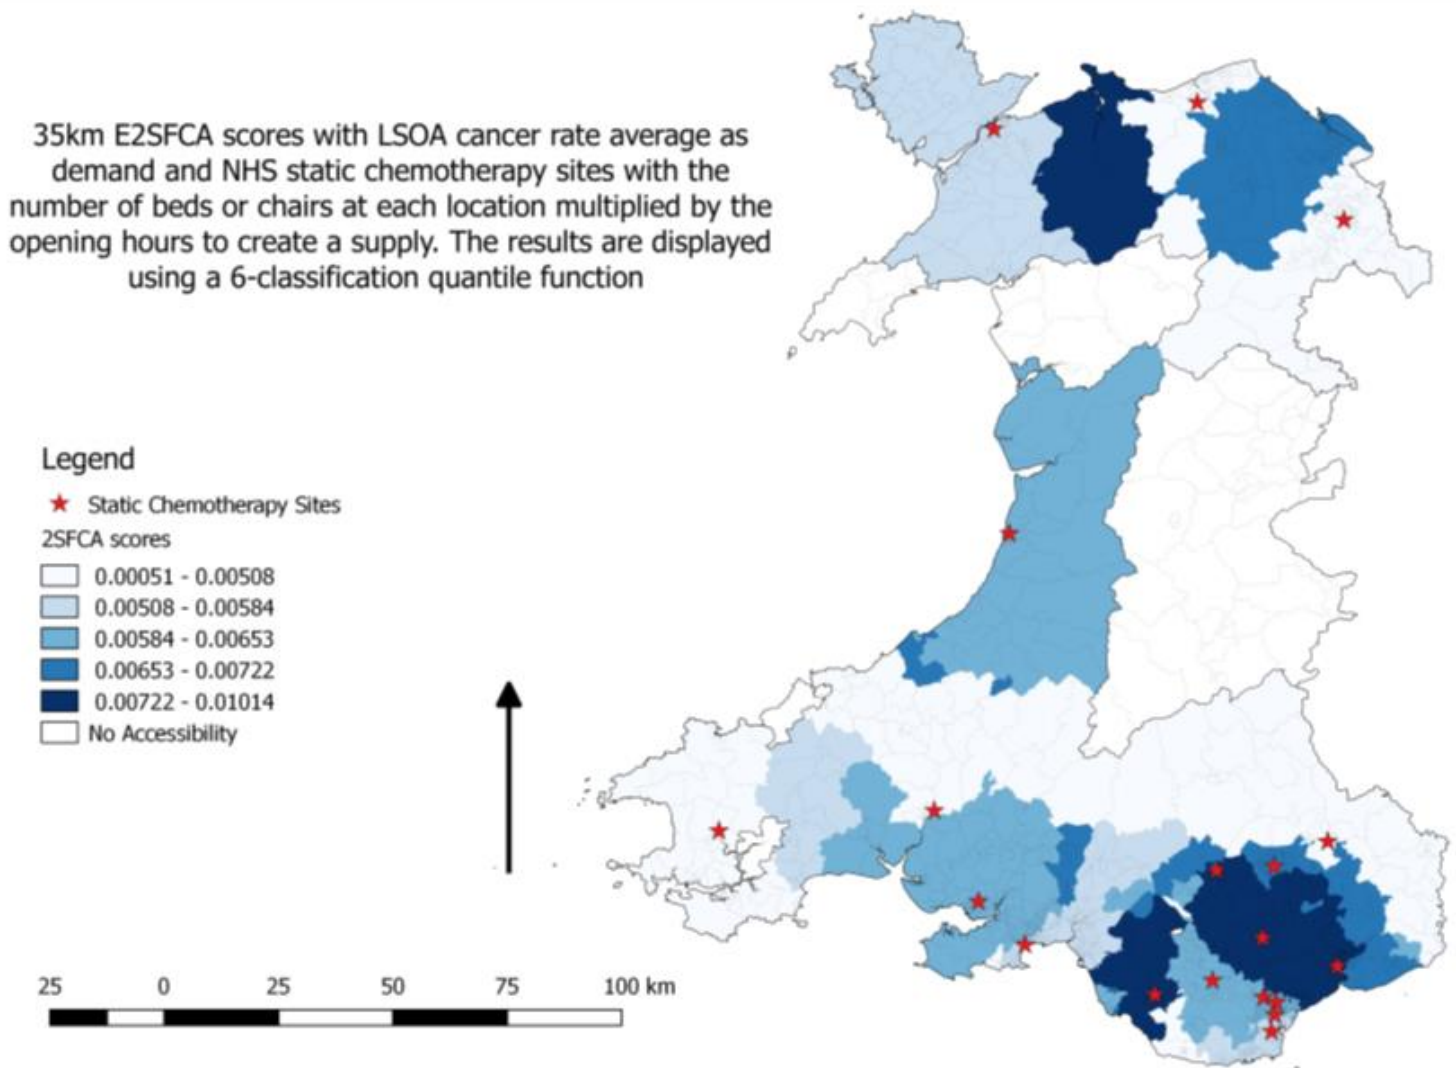 35km E2SFCA scores with LSOA cancer rate average as
demand and NHS static chemotherapy sites with the
number of beds or chairs at each location multiplied by the
opening hours to create a supply. The results are displayed
using a 6-classification quantile function
Legend
Static Chemotherapy Sites
2SFCA scores
0.00051 - 0.00508
0.00508 - 0.00584
0.00584 - 0.00653
0.00653 - 0.00722
0.00722 - 0.01014
No Accessibility
25 0 25 50 75 100 km